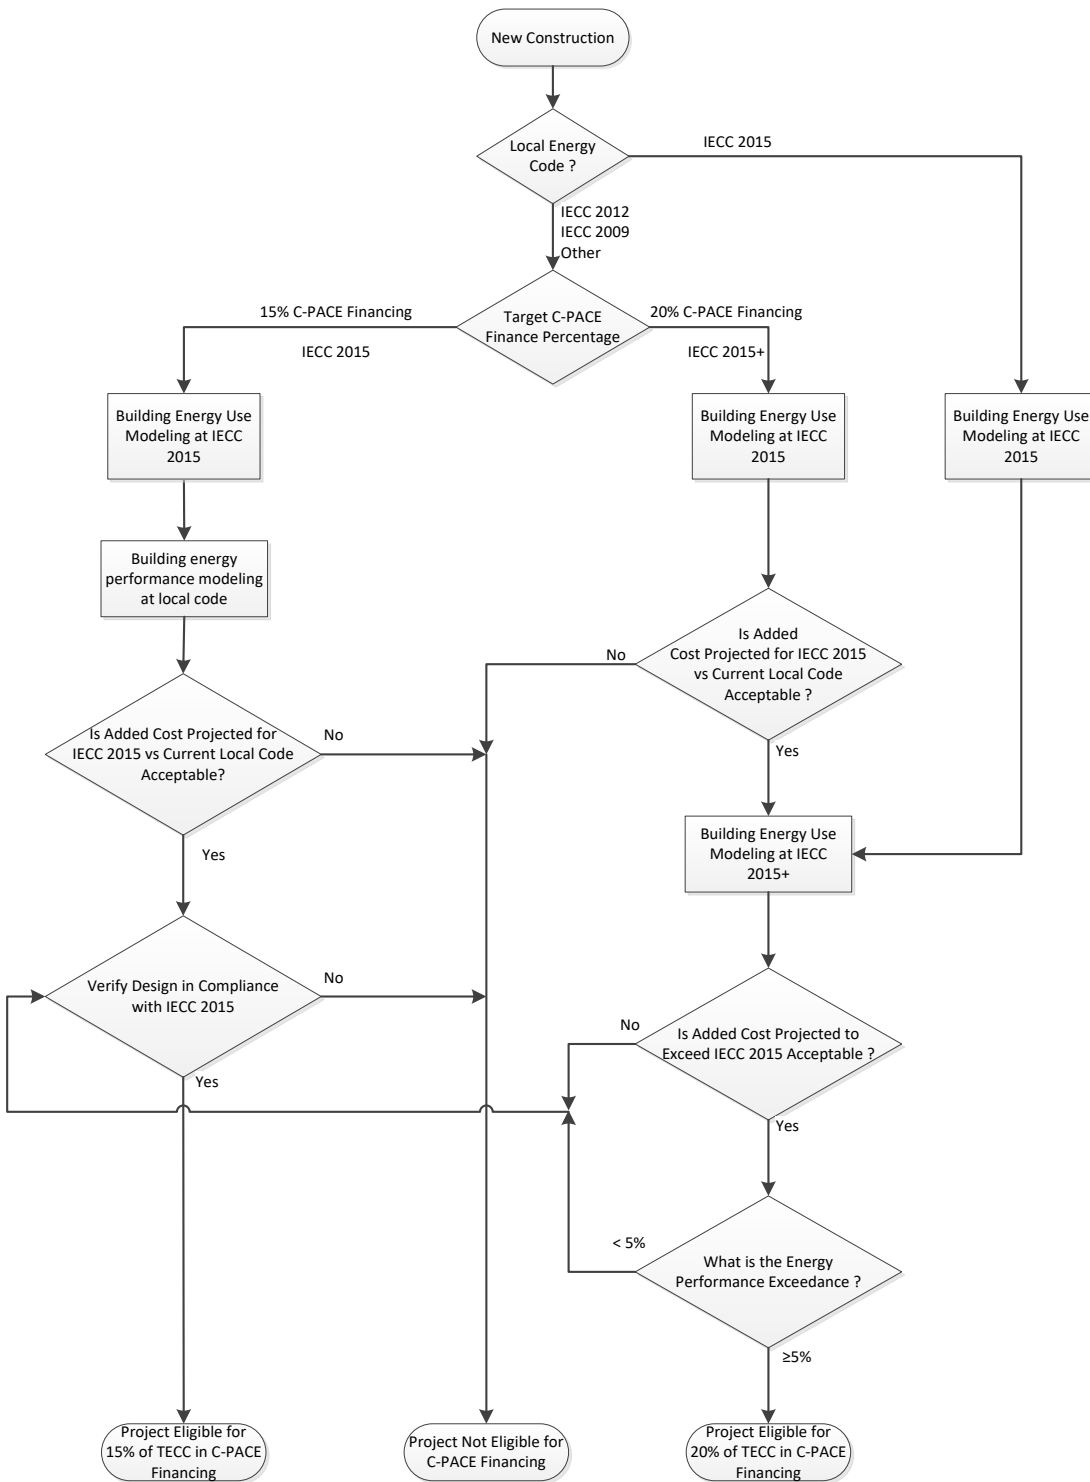 New Construction
Local Energy
Code ?
IECC 2015
IECC 2012
IECC 2009
Other
15% C-PACE Financing
IECC 2015
Target C-PACE
Finance Percentage
20% C-PACE Financing
IECC 2015+
Building Energy Use
Modeling at IECC
2015
Building Energy Use
Modeling at IECC
2015
Building Energy Use
Modeling at IECC
2015
Building energy
performance modeling
at local code
Is Added
Cost Projected for IECC 2015
vs Current Local Code
Acceptable ?
No
Yes
Is Added Cost Projected for
IECC 2015 vs Current Local Code
Acceptable?
No
Yes
Building Energy Use
Modeling at IECC
2015+
Verify Design in Compliance
with IECC 2015
No
Yes
Is Added Cost Projected to
Exceed IECC 2015 Acceptable ?
No
Yes
What is the Energy
Performance Exceedance ?
< 5%
≥5%
Project Eligible for
15% of TECC in C-PACE
Financing
Project Not Eligible for
C-PACE Financing
Project Eligible for
20% of TECC in C-PACE
Financing